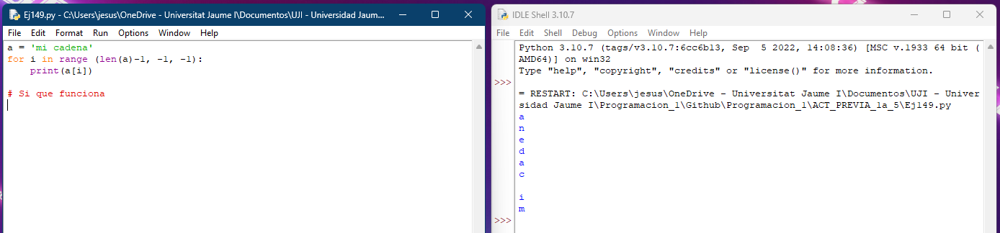 Ej149.py - C:\Users\jesus\OneDrive - Universitat Jaume I\Documentos\UJI - Universidad Jaum...
File Edit Format Run Options Window Help
a = 'mi cadena'
for i in range (len(a)-1, -1, -1):
    print(a[i])
# Si que funciona
IDLE Shell 3.10.7
File Edit Shell Debug Options Window Help
Python 3.10.7 (tags/v3.10.7:6cc6b13, Sep  5 2022, 14:08:36) [MSC v.1933 64 bit (
AMD64)] on win32
Type "help", "copyright", "credits" or "license()" for more information.
>>>
= RESTART: C:\Users\jesus\OneDrive - Universitat Jaume I\Documentos\UJI - Univer
sidad Jaume I\Programacion_1\Github\Programacion_1\ACT_PREVIA_1a_5\Ej149.py
a
n
e
d
a
c
i
m
>>>